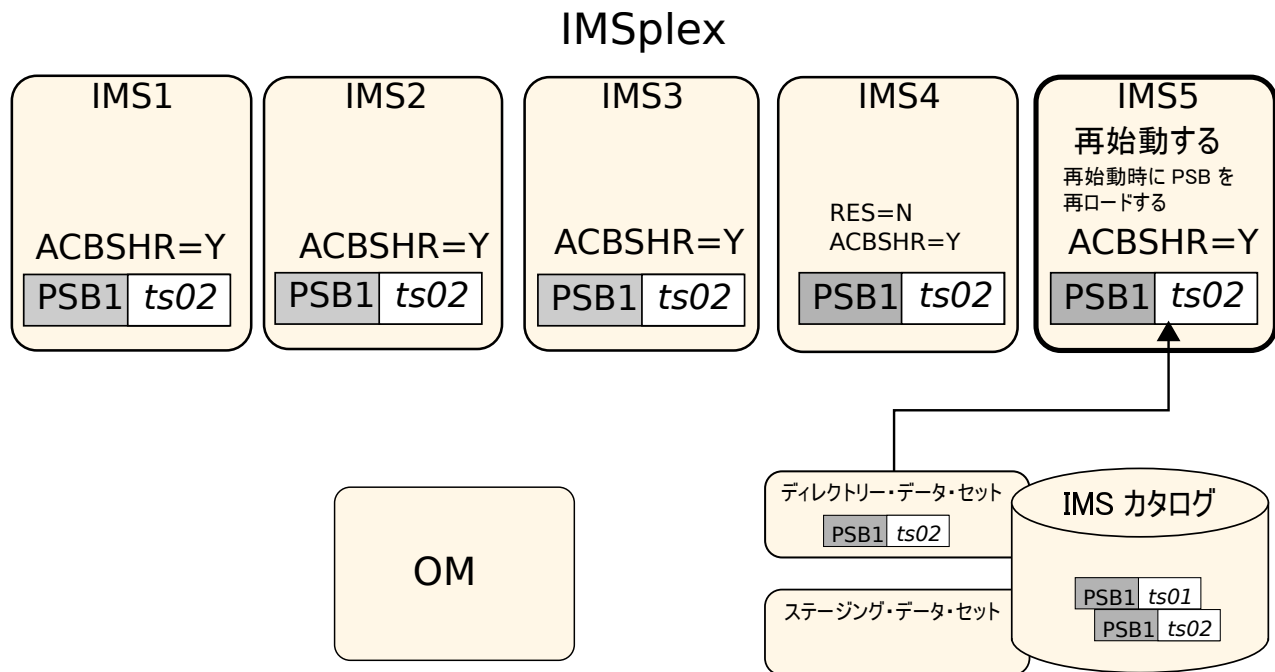 IMSplex
IMS1
ACBSHR=Y
PSB1 ts02
IMS2
ACBSHR=Y
PSB1 ts02
IMS3
ACBSHR=Y
PSB1 ts02
IMS4
RES=N
ACBSHR=Y
PSB1 ts02
IMS5
再始動する
再始動時に PSB を
再ロードする
ACBSHR=Y
PSB1 ts02
OM
ディレクトリー・データ・セット
PSB1 ts02
ステージング・データ・セット
IMS カタログ
PSB1 ts01
PSB1 ts02